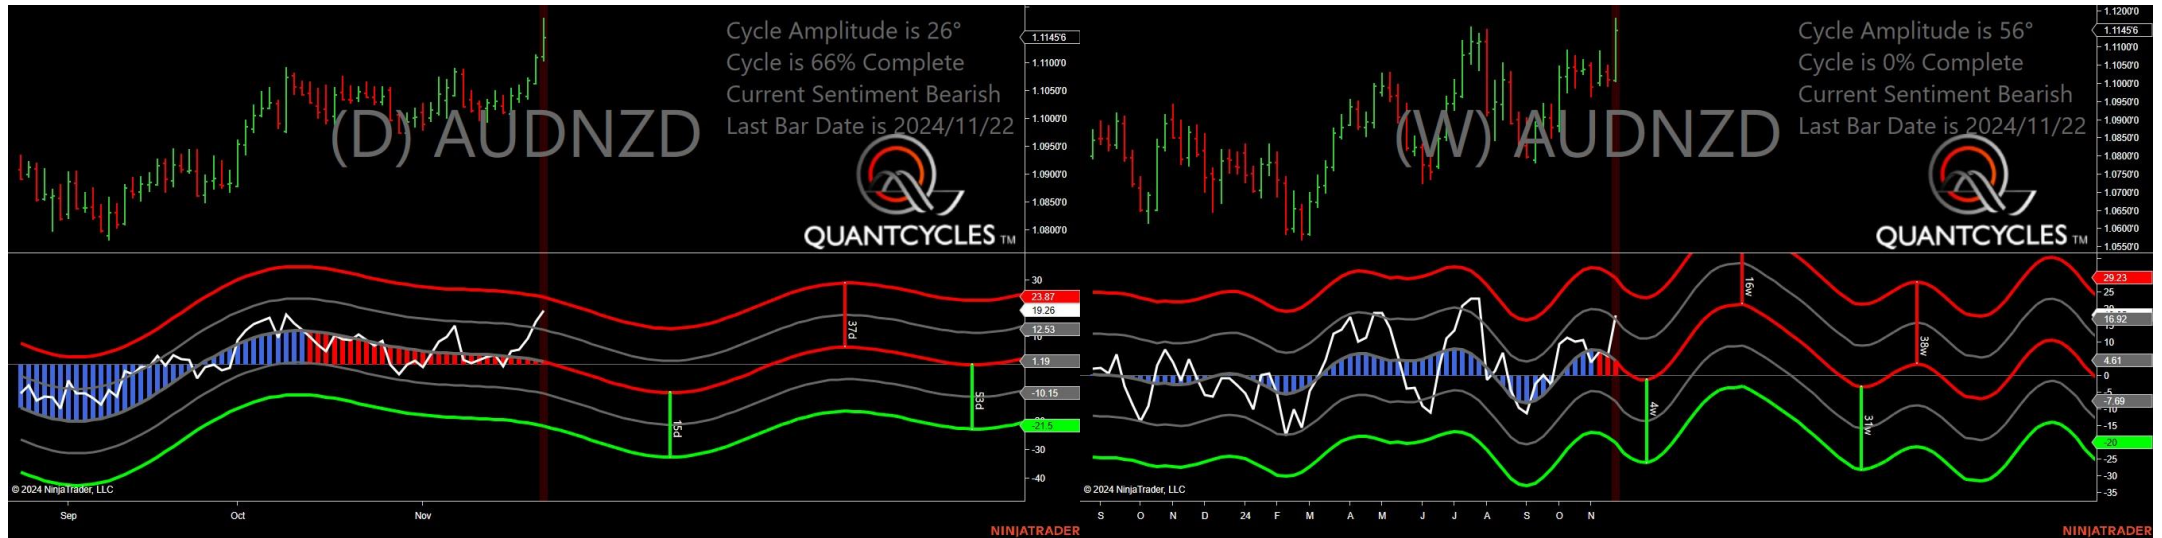 Cycle Amplitude is 26°
Cycle is 66% Complete
Current Sentiment Bearish
Last Bar Date is 2024/11/22
(D) AUDNZD
QUANTCYCLES TM
1.1145'6
1.1100'0
1.1050'0
1.1000'0
1.0950'0
1.0900'0
1.0850'0
1.0800'0
30
23.87
19.26
12.53
10
1.19
-10.15
-21.5
-30
-40
37d
15d
53d
© 2024 NinjaTrader, LLC
Sep Oct Nov
NINJATRADER
Cycle Amplitude is 56°
Cycle is 0% Complete
Current Sentiment Bearish
Last Bar Date is 2024/11/22
(W) AUDNZD
QUANTCYCLES TM
1.1200'0
1.1145'6
1.1100'0
1.1050'0
1.1000'0
1.0950'0
1.0900'0
1.0850'0
1.0800'0
1.0750'0
1.0700'0
1.0650'0
1.0600'0
1.0550'0
29.23
25
16.92
15
10
4.61
0
-5
-7.69
-10
-15
-20
-25
-30
-35
16w
38w
4w
31w
© 2024 NinjaTrader, LLC
S O N D 24 F M A M J J A S O N
NINJATRADER